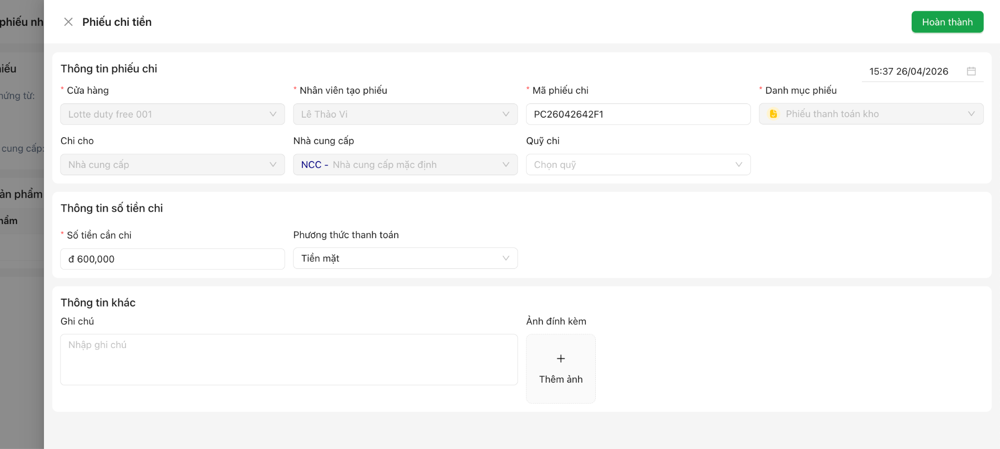 phiếu nh
Phiếu chi tiền
Hoàn thành
iếu
Thông tin phiếu chi
15:37 26/04/2026
hứng từ:
* Cửa hàng
* Nhân viên tạo phiếu
* Mã phiếu chi
* Danh mục phiếu
Lotte duty free 001
Lê Thảo Vi
PC26042642F1
Phiếu thanh toán kho
cung cấp:
Chi cho
Nhà cung cấp
Quỹ chi
Nhà cung cấp
NCC - Nhà cung cấp mặc định
Chọn quỹ
ản phẩm
Thông tin số tiền chi
hẩm
* Số tiền cần chi
Phương thức thanh toán
đ 600,000
Tiền mặt
Thông tin khác
Ghi chú
Ảnh đính kèm
Nhập ghi chú
+
Thêm ảnh